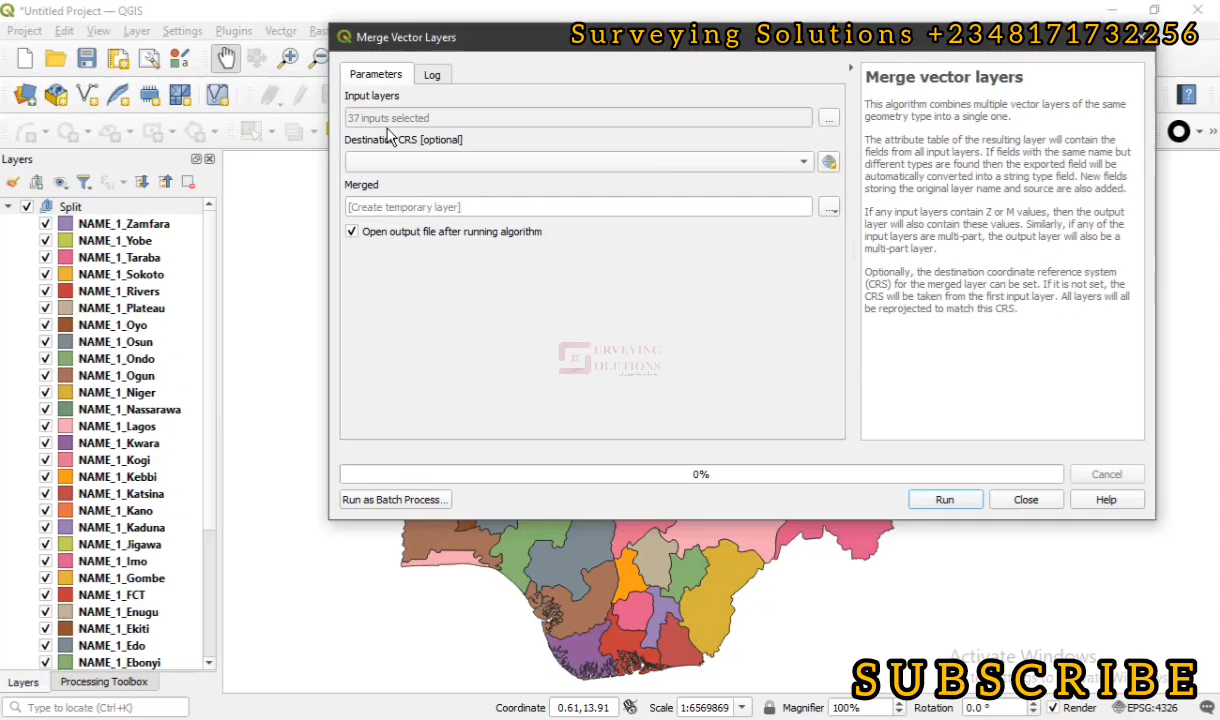 *Untitled Project — QGIS
Project Edit View Layer Settings Plugins Vector Ras
Surveying Solutions +2348171732256
Merge Vector Layers
Parameters
Log
Input layers
37 inputs selected
...
Destination CRS [optional]
Merged
[Create temporary layer]
...
Open output file after running algorithm
0%
Cancel
Run as Batch Process...
Run
Close
Help
Merge vector layers
This algorithm combines multiple vector layers of the same
geometry type into a single one.
The attribute table of the resulting layer will contain the
fields from all input layers. If fields with the same name but
different types are found then the exported field will be
automatically converted into a string type field. New fields
storing the original layer name and source are also added.
If any input layers contain Z or M values, then the output
layer will also contain these values. Similarly, if any of the
input layers are multi-part, the output layer will also be a
multi-part layer.
Optionally, the destination coordinate reference system
(CRS) for the merged layer can be set. If it is not set, the
CRS will be taken from the first input layer. All layers will all
be reprojected to match this CRS.
URVEYING
OLUTIONS
Layers
Split
NAME_1_Zamfara
NAME_1_Yobe
NAME_1_Taraba
NAME_1_Sokoto
NAME_1_Rivers
NAME_1_Plateau
NAME_1_Oyo
NAME_1_Osun
NAME_1_Ondo
NAME_1_Ogun
NAME_1_Niger
NAME_1_Nassarawa
NAME_1_Lagos
NAME_1_Kwara
NAME_1_Kogi
NAME_1_Kebbi
NAME_1_Katsina
NAME_1_Kano
NAME_1_Kaduna
NAME_1_Jigawa
NAME_1_Imo
NAME_1_Gombe
NAME_1_FCT
NAME_1_Enugu
NAME_1_Ekiti
NAME_1_Edo
NAME_1_Ebonyi
Layers
Processing Toolbox
Activate Windows
SUBSCRIBE
Type to locate (Ctrl+K)
Coordinate 0.61,13.91
Scale 1:6569869
Magnifier 100%
Rotation 0.0 °
Render
EPSG:4326